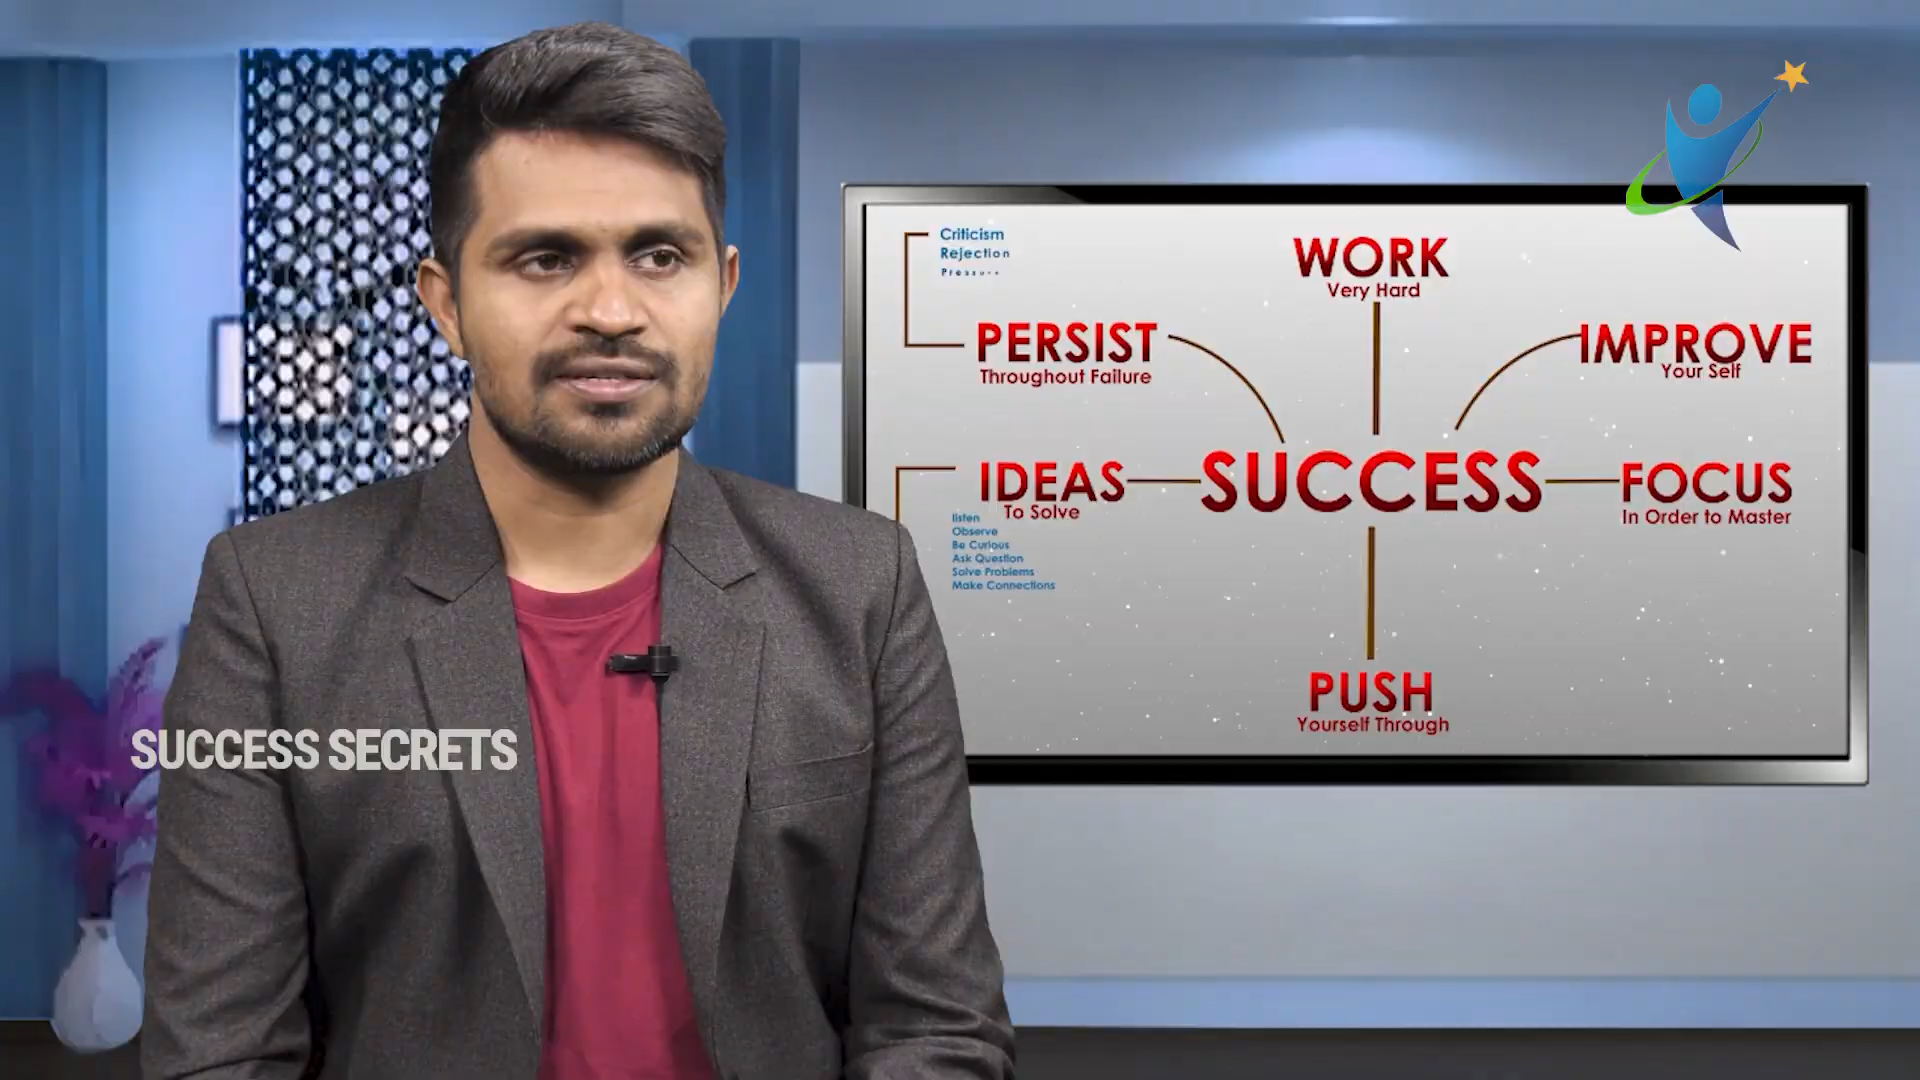 Criticism
Rejection
Pressure
WORK
Very Hard
PERSIST
Throughout Failure
IMPROVE
Your Self
IDEAS
To Solve
listen
Observe
Be Curious
Ask Question
Solve Problems
Make Connections
SUCCESS
FOCUS
In Order to Master
PUSH
Yourself Through
SUCCESS SECRETS